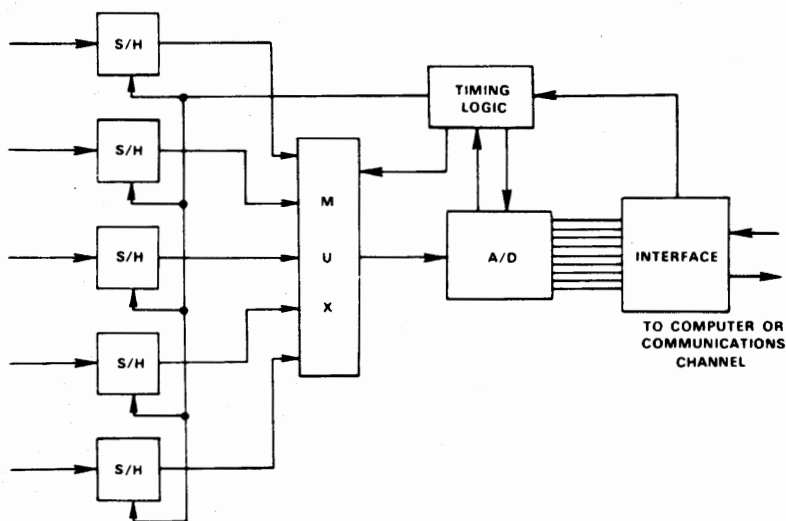 S/H
TIMING
LOGIC
S/H
M
U
X
S/H
A/D
INTERFACE
S/H
TO COMPUTER OR
COMMUNICATIONS
CHANNEL
S/H